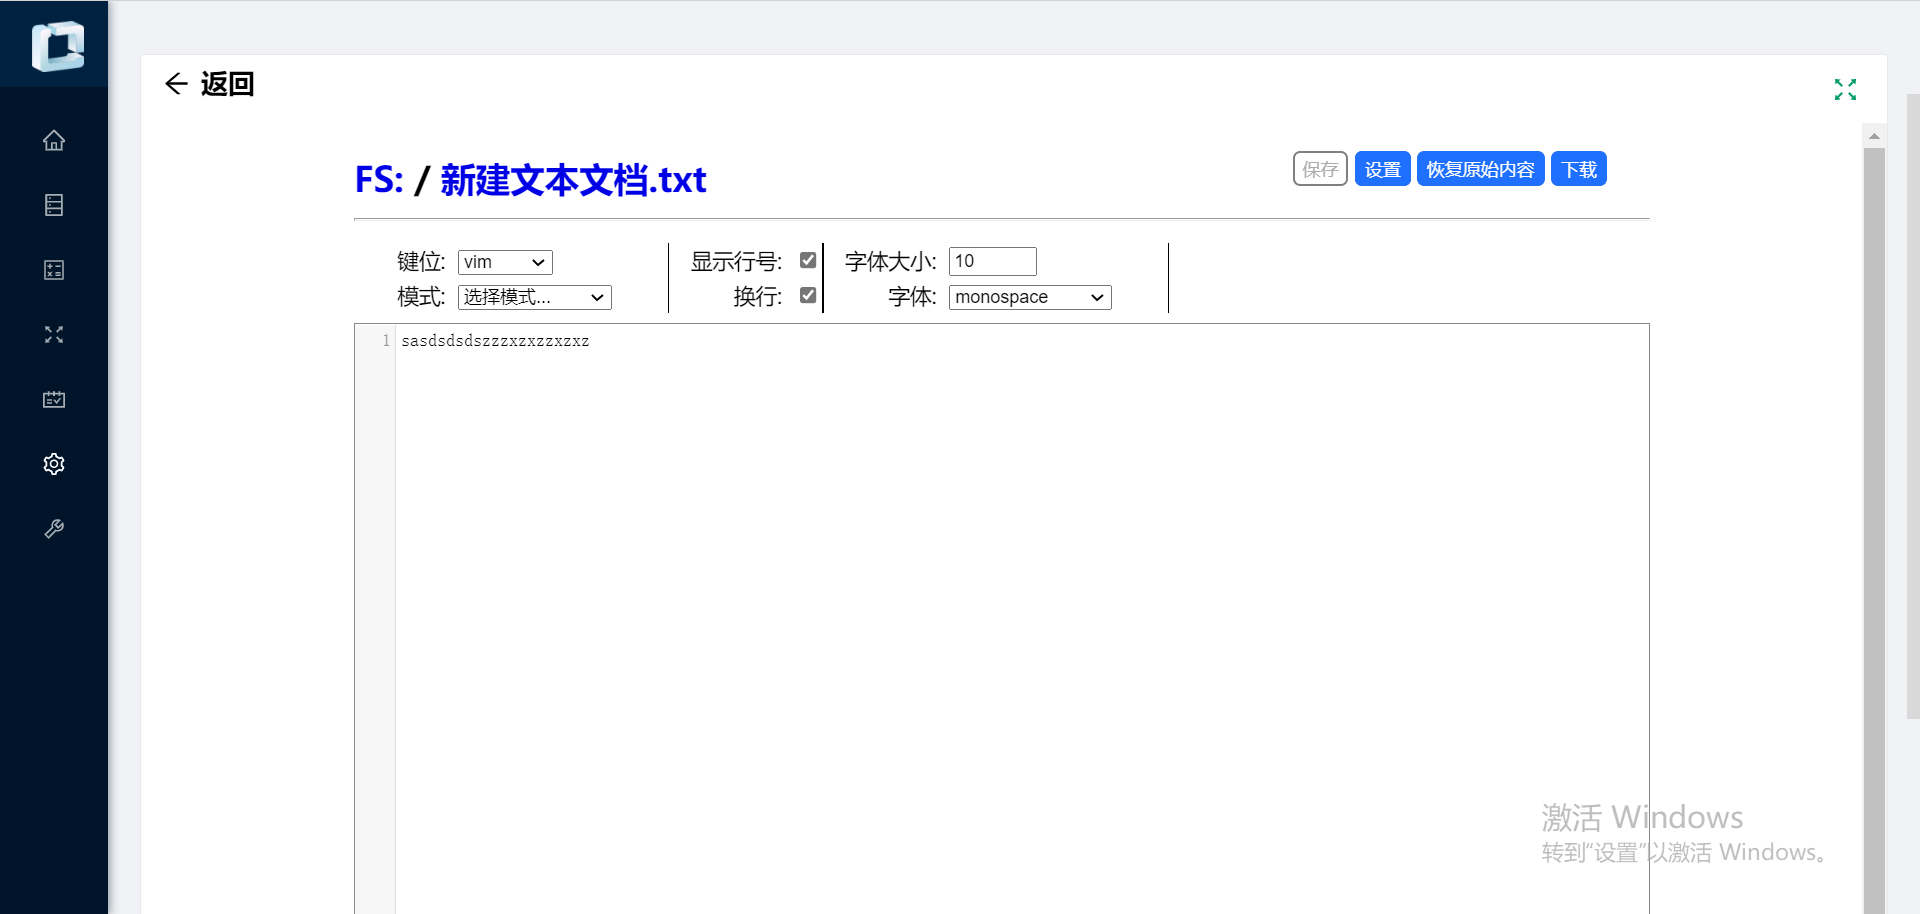 返回
FS: / 新建文本文档.txt
保存 设置 恢复原始内容 下载
键位: vim 显示行号: 字体大小: 10
模式: 选择模式... 换行: 字体: monospace
1 sasdsdsdszzzxzxzzxzxz
激活 Windows
转到“设置”以激活 Windows。